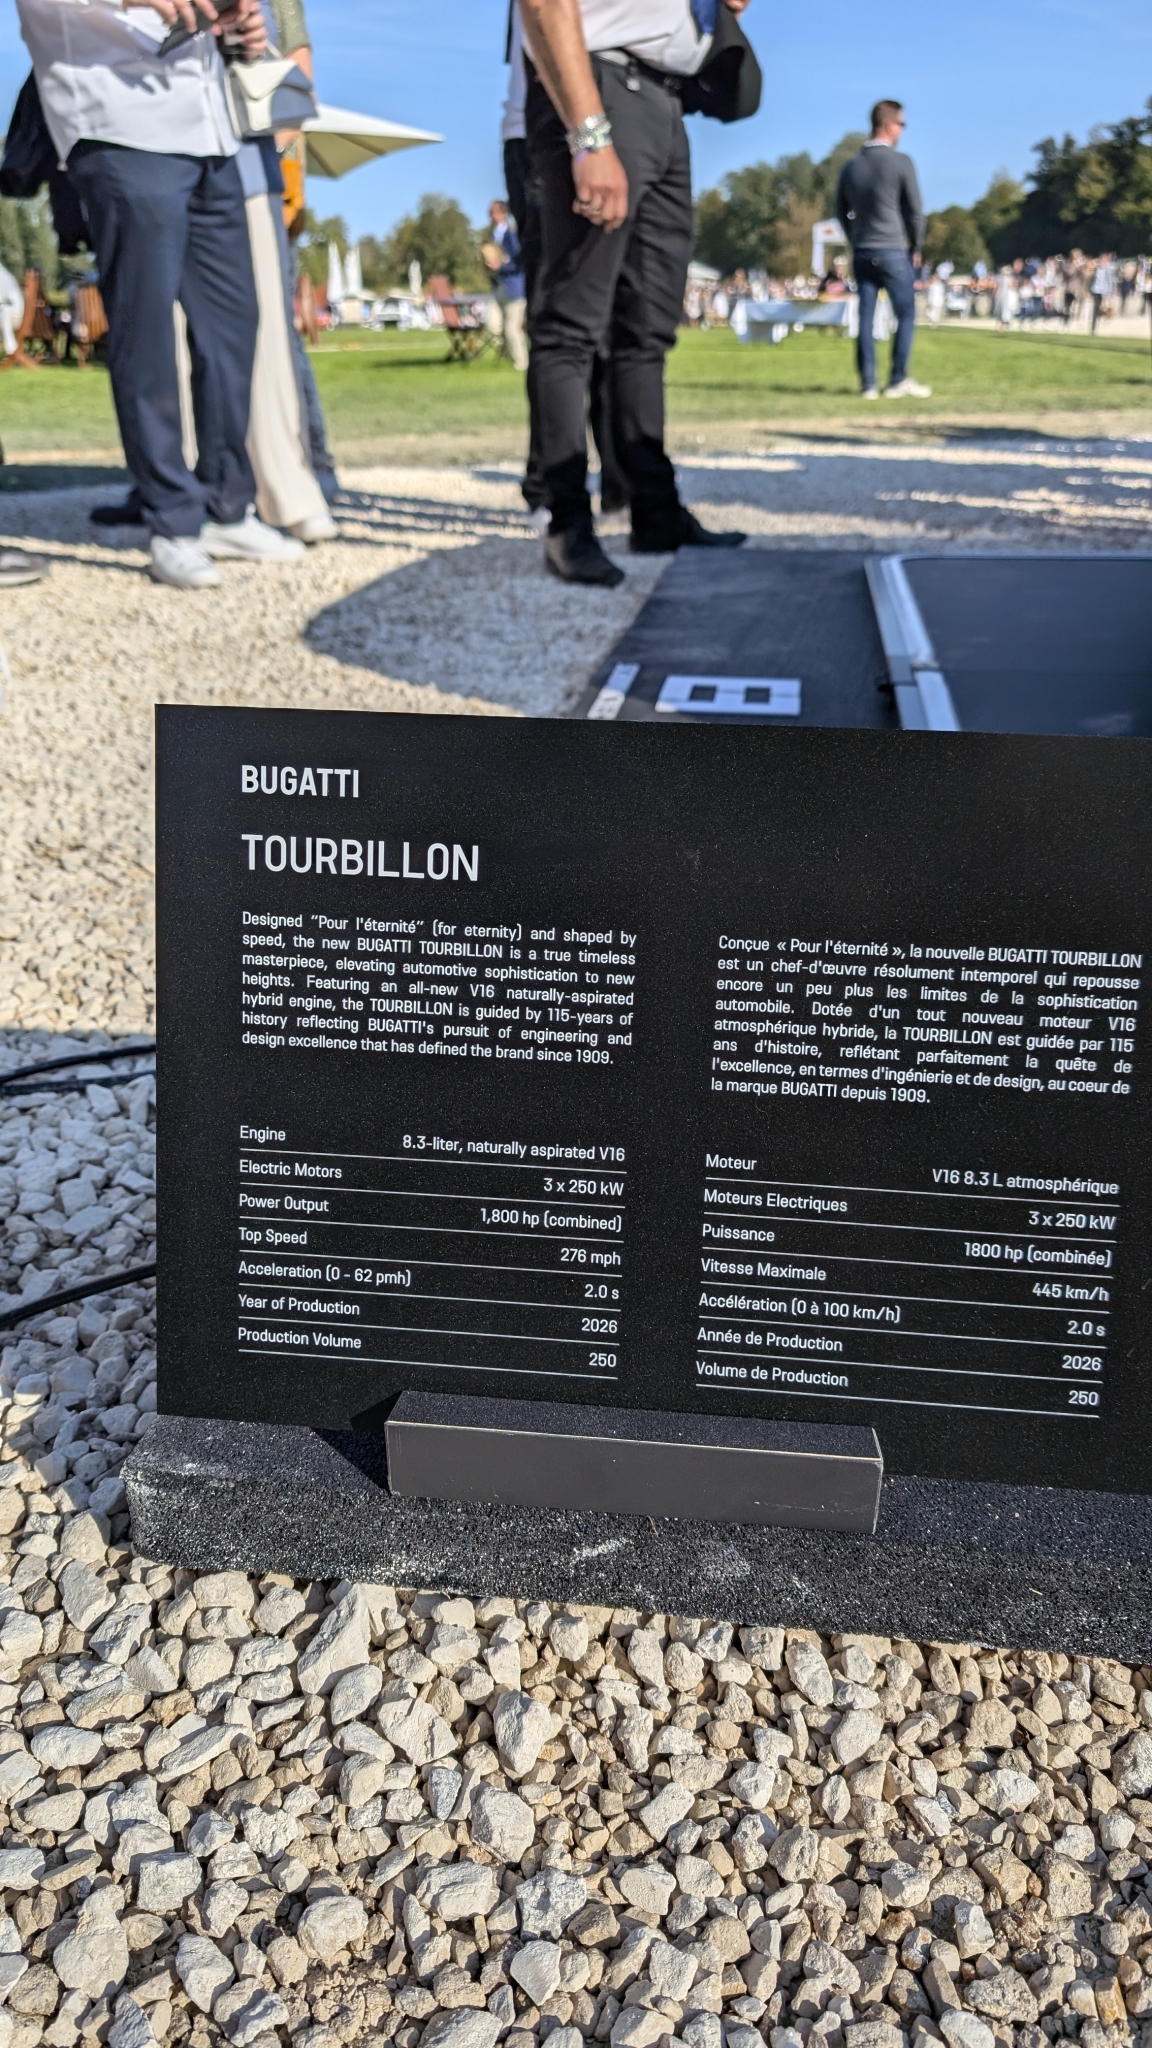 BUGATTI
TOURBILLON
Designed “Pour l'éternité” (for eternity) and shaped by
speed, the new BUGATTI TOURBILLON is a true timeless
masterpiece, elevating automotive sophistication to new
heights. Featuring an all-new V16 naturally-aspirated
hybrid engine, the TOURBILLON is guided by 115-years of
history reflecting BUGATTI's pursuit of engineering and
design excellence that has defined the brand since 1909.
Engine 8.3-liter, naturally aspirated V16
Electric Motors 3 x 250 kW
Power Output 1,800 hp (combined)
Top Speed 276 mph
Acceleration (0 - 62 pmh) 2.0 s
Year of Production 2026
Production Volume 250
Conçue « Pour l'éternité », la nouvelle BUGATTI TOURBILLON
est un chef-d'œuvre résolument intemporel qui repousse
encore un peu plus les limites de la sophistication
automobile. Dotée d'un tout nouveau moteur V16
atmosphérique hybride, la TOURBILLON est guidée par 115
ans d'histoire, reflétant parfaitement la quête de
l'excellence, en termes d'ingénierie et de design, au coeur de
la marque BUGATTI depuis 1909.
Moteur V16 8.3 L atmosphérique
Moteurs Electriques 3 x 250 kW
Puissance 1800 hp (combinée)
Vitesse Maximale 445 km/h
Accélération (0 à 100 km/h) 2.0 s
Année de Production 2026
Volume de Production 250